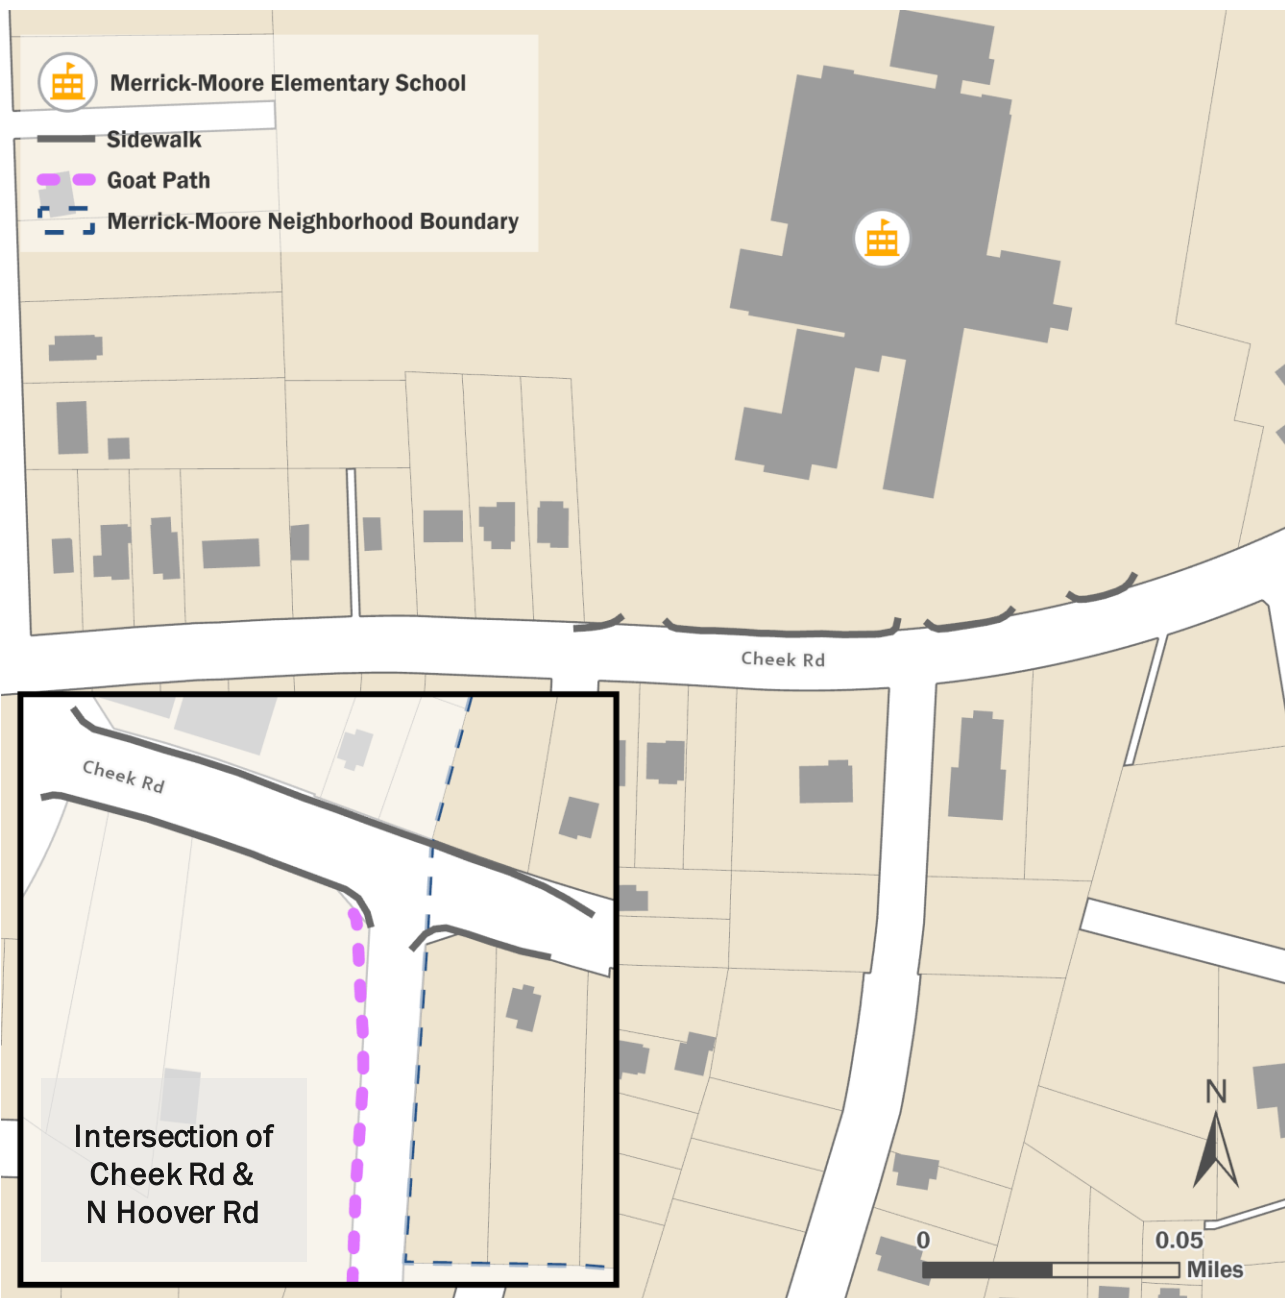 Merrick-Moore Elementary School
Sidewalk
Goat Path
Merrick-Moore Neighborhood Boundary
Cheek Rd
Cheek Rd
Intersection of
Cheek Rd &
N Hoover Rd
N
0 0.05
Miles